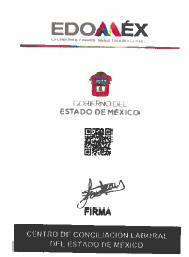 EDOMÉX
GOBIERNO DEL
ESTADO DE MÉXICO
FIRMA
CENTRO DE CONCILIACIÓN LABORAL
DEL ESTADO DE MÉXICO